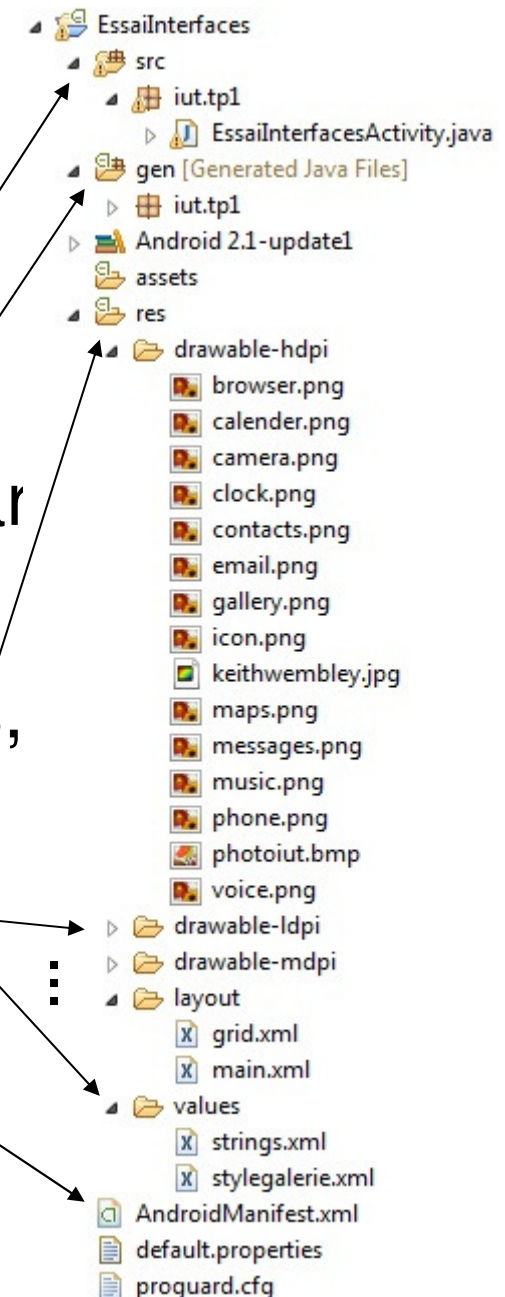 EssaiInterfaces
src
iut.tp1
EssaiInterfacesActivity.java
gen [Generated Java Files]
iut.tp1
Android 2.1-update1
assets
res
drawable-hdpi
browser.png
calender.png
camera.png
clock.png
contacts.png
email.png
gallery.png
icon.png
keithwembley.jpg
maps.png
messages.png
music.png
phone.png
photoiut.bmp
voice.png
drawable-ldpi
drawable-mdpi
layout
grid.xml
main.xml
values
strings.xml
stylegalerie.xml
AndroidManifest.xml
default.properties
proguard.cfg